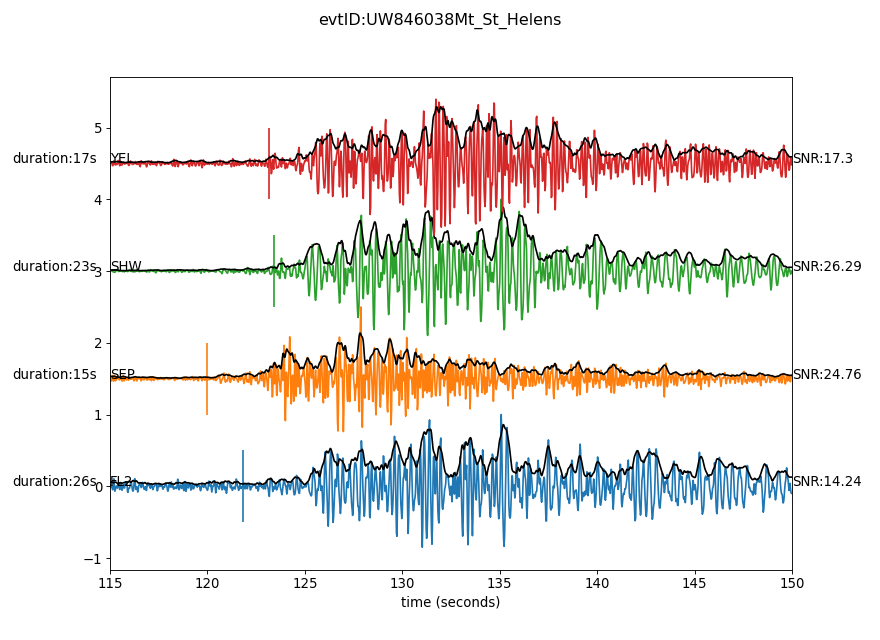 evtID:UW846038Mt_St_Helens
5
duration:17s YEL SNR:17.3
4
duration:23s SHW SNR:26.29
3
2
duration:15s SEP SNR:24.76
1
duration:26s FL2 SNR:14.24
0
−1
115 120 125 130 135 140 145 150
time (seconds)